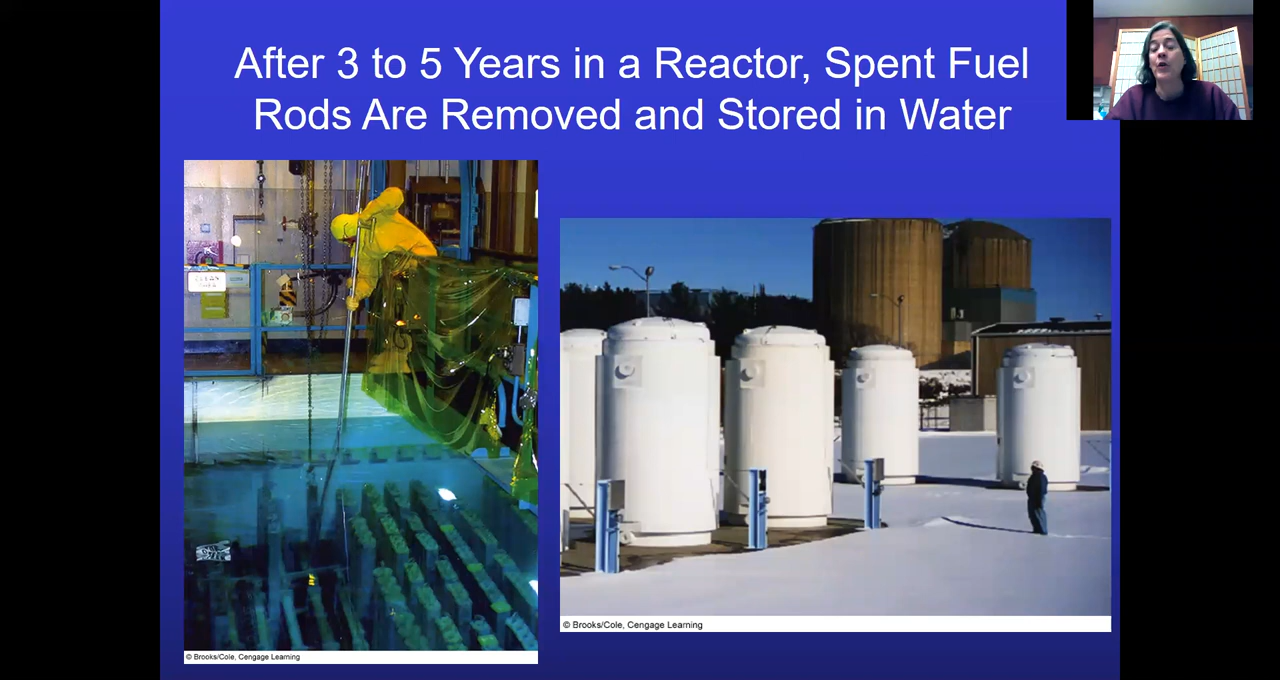 After 3 to 5 Years in a Reactor, Spent Fuel
Rods Are Removed and Stored in Water
© Brooks/Cole, Cengage Learning
© Brooks/Cole, Cengage Learning